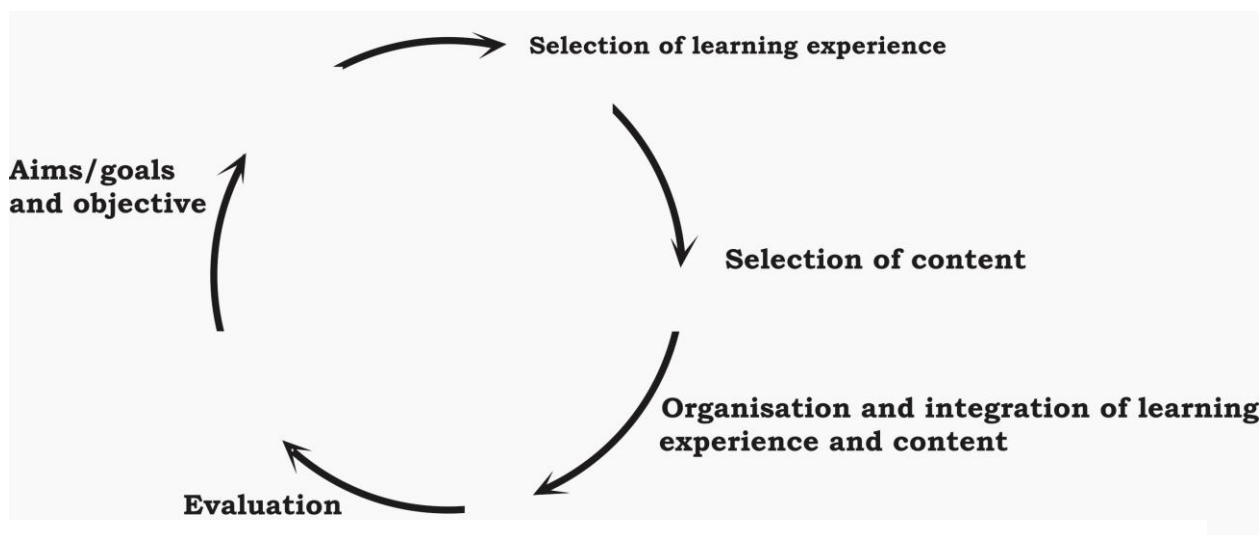 Selection of learning experience
Aims/goals
and objective
Selection of content
Organisation and integration of learning
experience and content
Evaluation